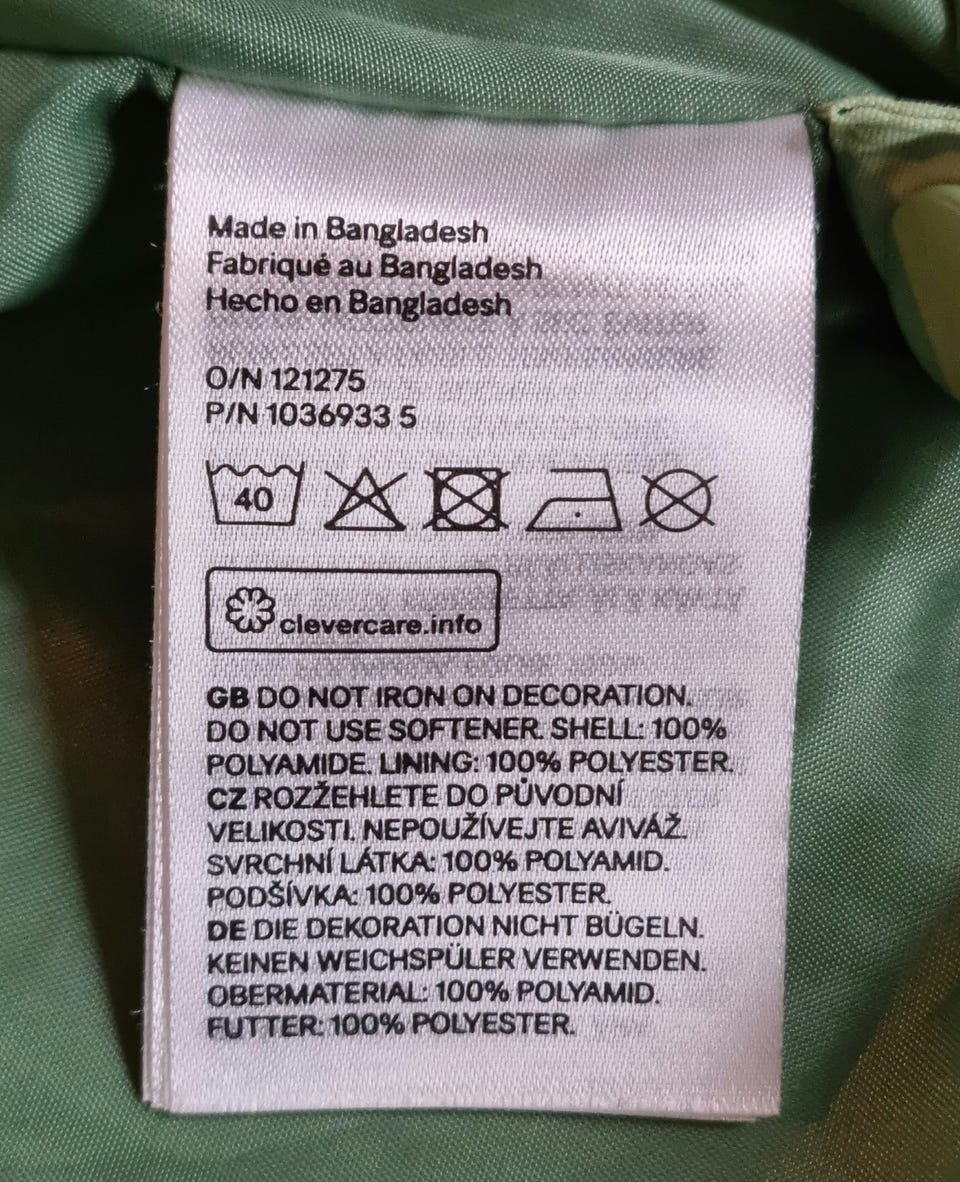 Made in Bangladesh
Fabriqué au Bangladesh
Hecho en Bangladesh
O/N 121275
P/N 1036933 5
40
clevercare.info
GB DO NOT IRON ON DECORATION.
DO NOT USE SOFTENER. SHELL: 100%
POLYAMIDE. LINING: 100% POLYESTER.
CZ ROZŽEHLETE DO PŮVODNÍ
VELIKOSTI. NEPOUŽÍVEJTE AVIVÁŽ.
SVRCHNÍ LÁTKA: 100% POLYAMID.
PODŠÍVKA: 100% POLYESTER.
DE DIE DEKORATION NICHT BÜGELN.
KEINEN WEICHSPÜLER VERWENDEN.
OBERMATERIAL: 100% POLYAMID.
FUTTER: 100% POLYESTER.